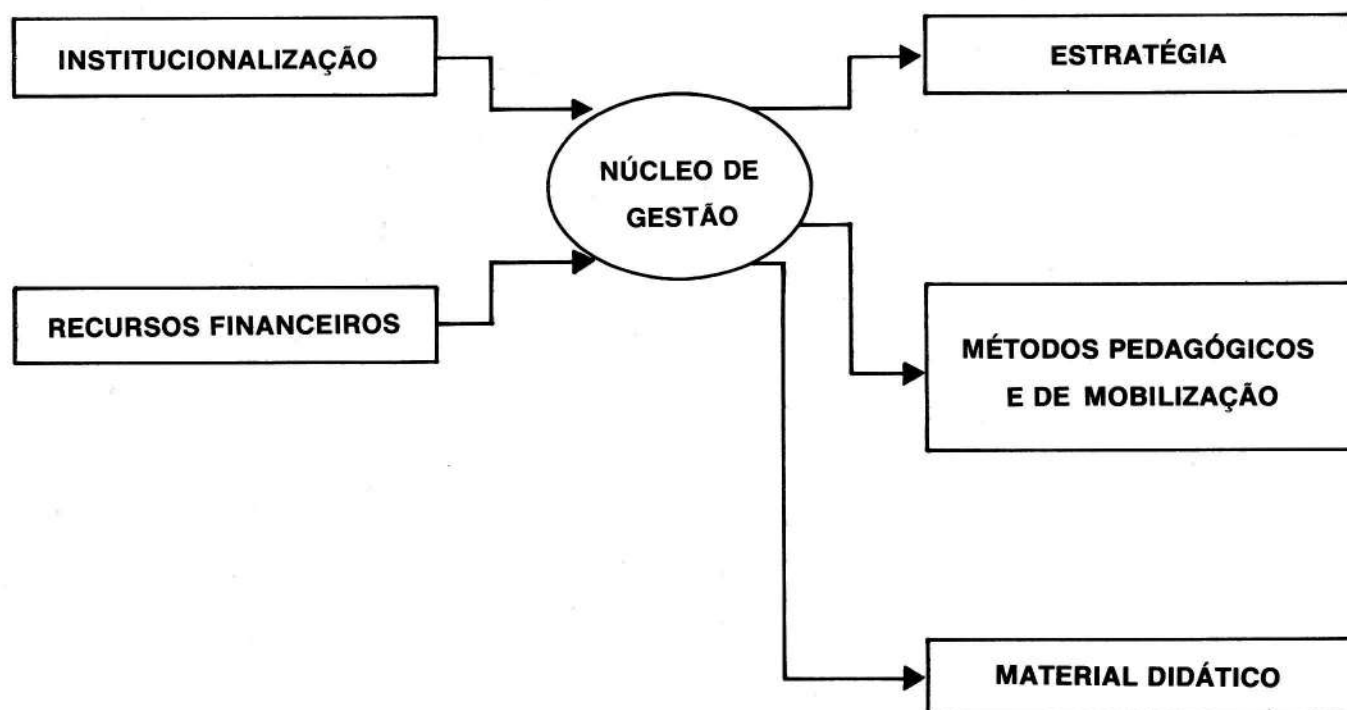 INSTITUCIONALIZAÇÃO
ESTRATÉGIA
NÚCLEO DE
GESTÃO
RECURSOS FINANCEIROS
MÉTODOS PEDAGÓGICOS
E DE MOBILIZAÇÃO
MATERIAL DIDÁTICO